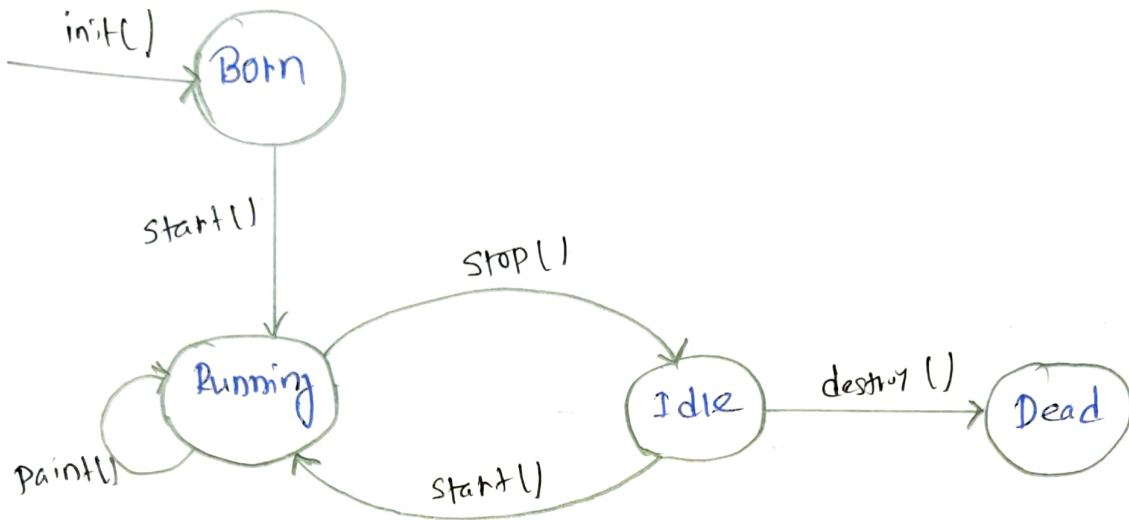 init()
Born
start()
stop()
Running
Idle
destroy()
Dead
paint()
start()